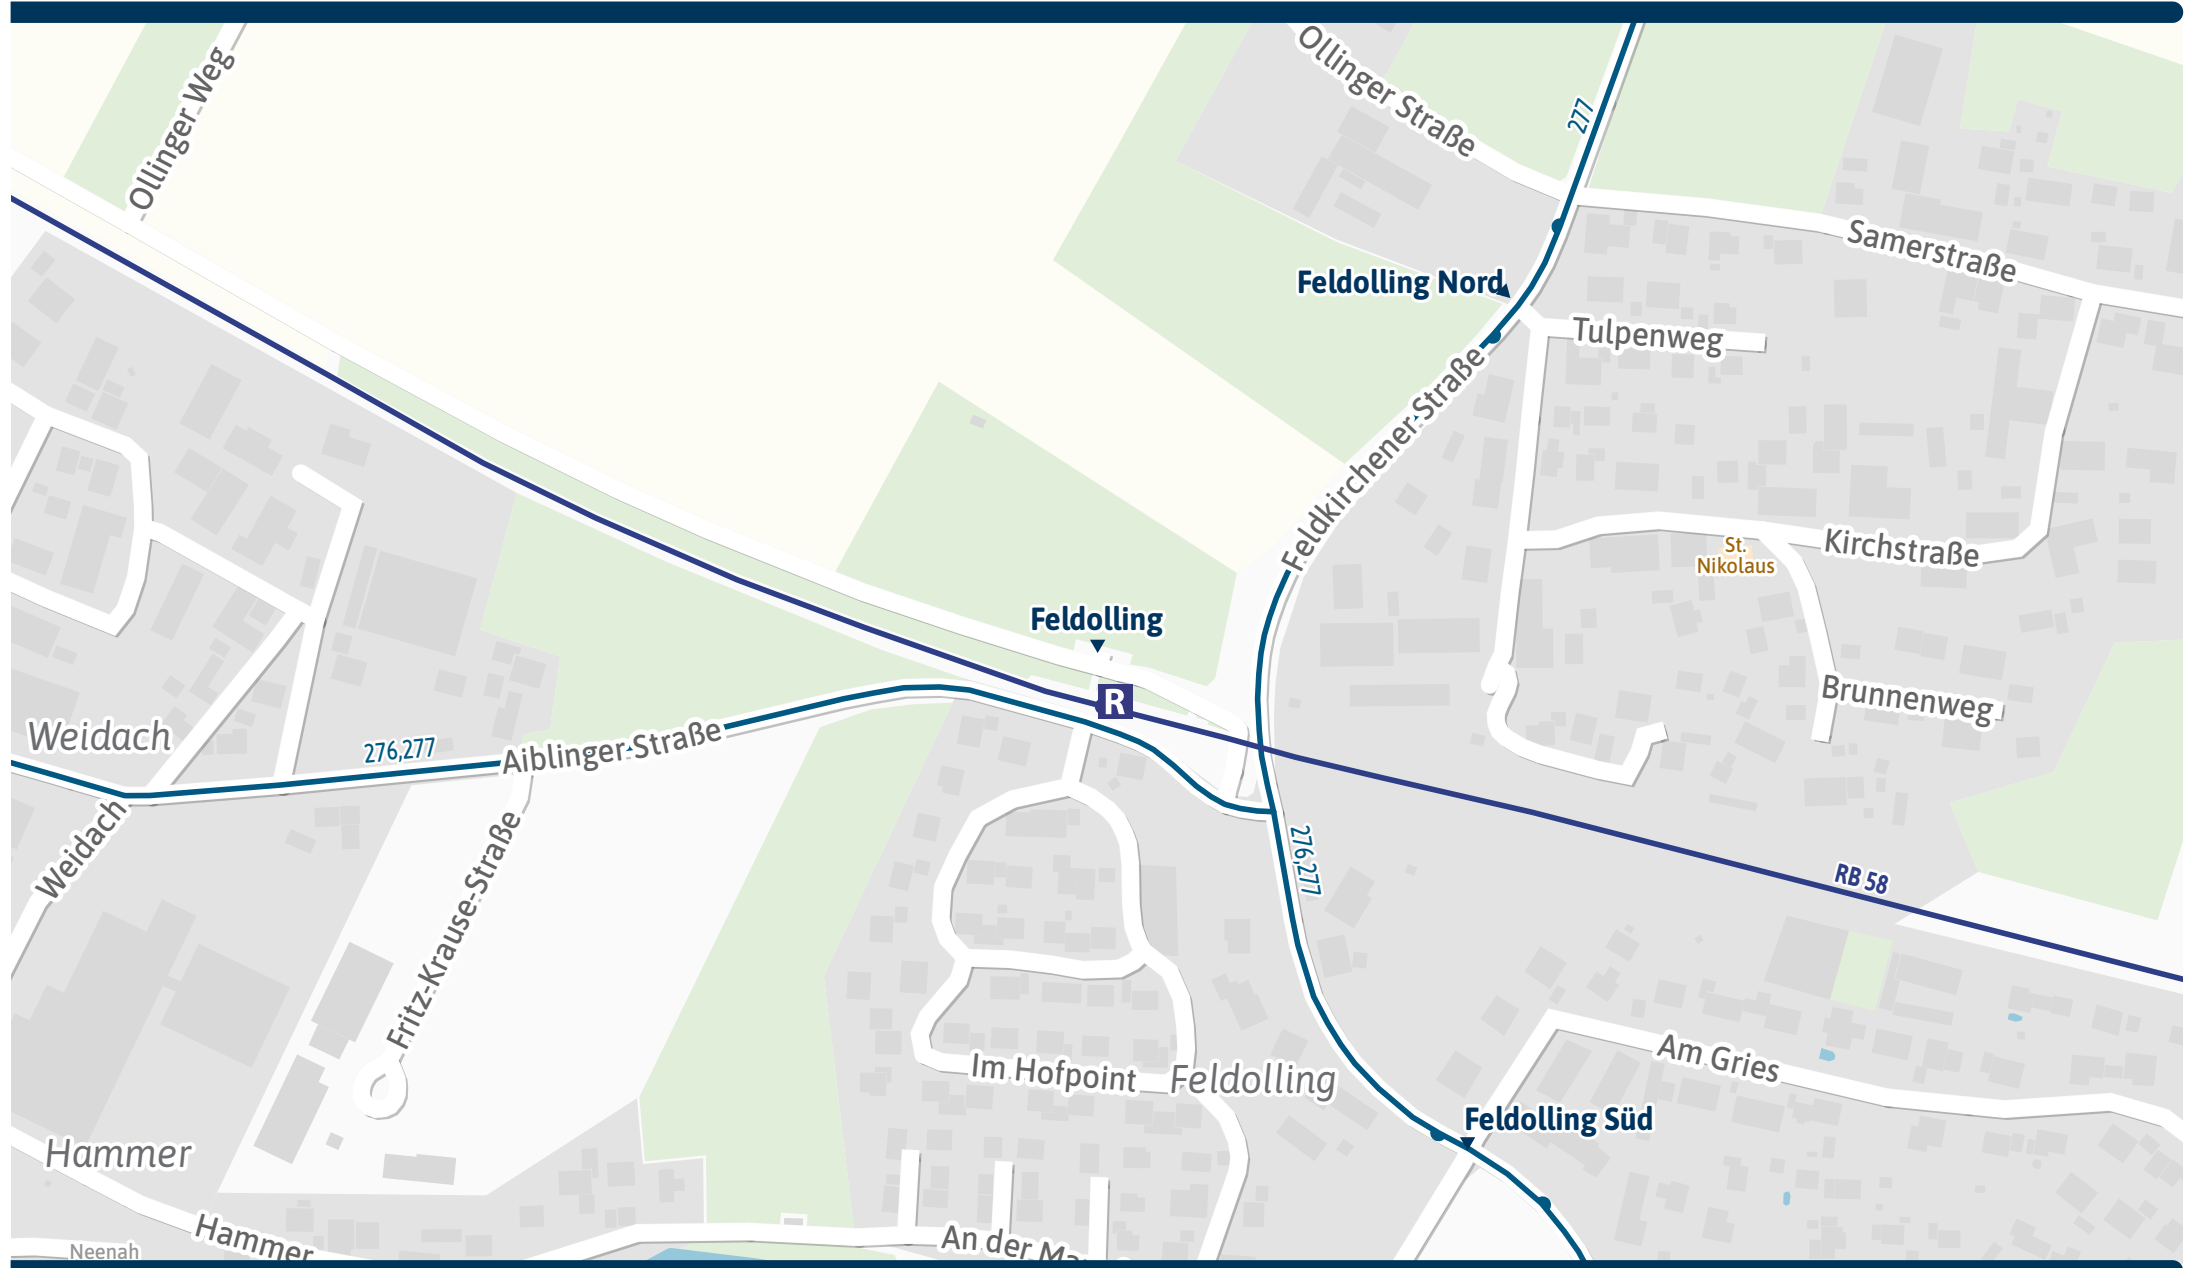 Ollinger Weg
Ollinger Straße
277
Samerstraße
Feldolling Nord
Tulpenweg
Feldkirchener Straße
Kirchstraße
St.
Nikolaus
Feldolling
R
Brunnenweg
Weidach
276,277
Aiblinger Straße
Weidach
276,277
RB 58
Fritz-Krause-Straße
Am Gries
Im Hofpoint
Feldolling
Feldolling Süd
Hammer
Hammer
Neenah
An der